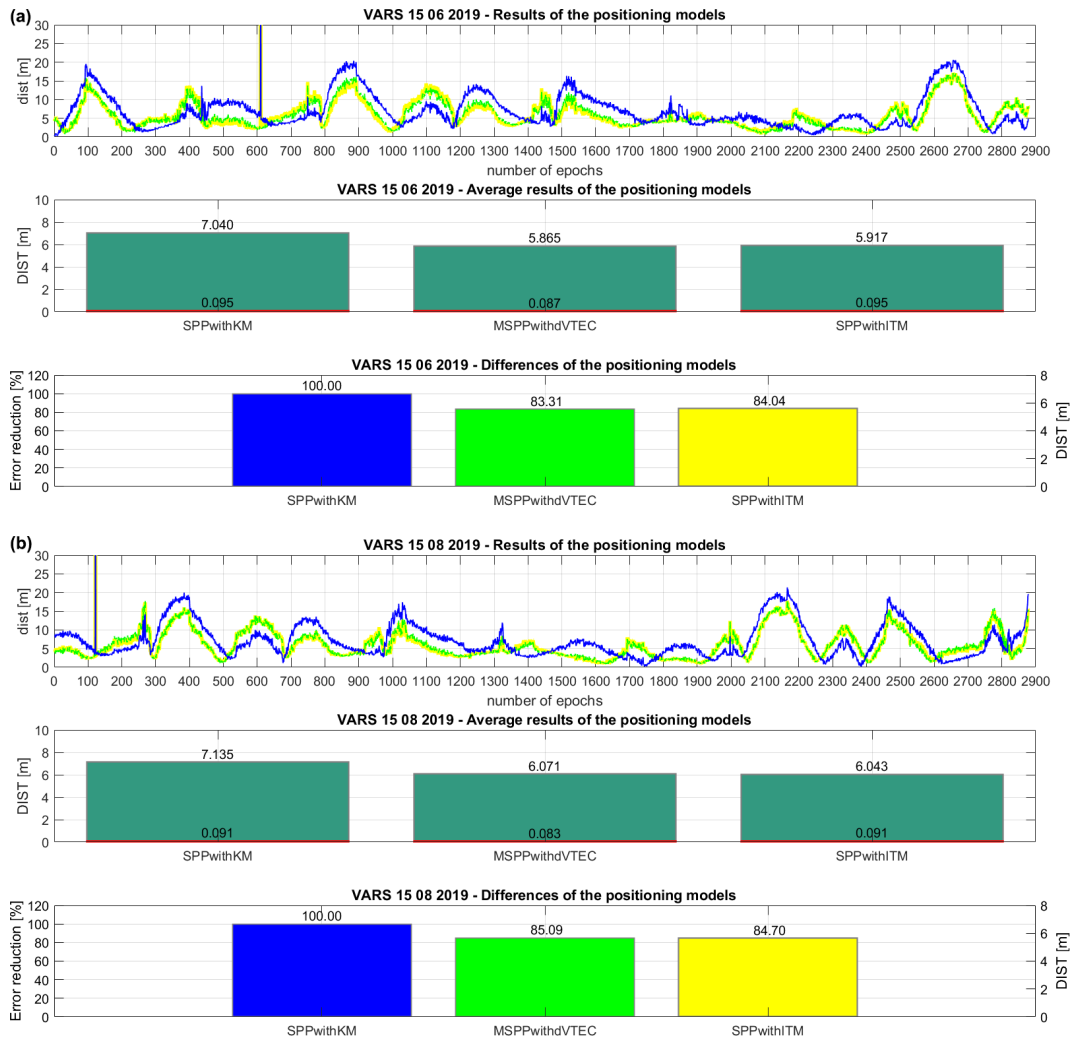 (a)
VARS 15 06 2019 - Results of the positioning models
dist [m]
30
25
20
15
10
5
0
0 100 200 300 400 500 600 700 800 900 1000 1100 1200 1300 1400 1500 1600 1700 1800 1900 2000 2100 2200 2300 2400 2500 2600 2700 2800 2900
number of epochs
VARS 15 06 2019 - Average results of the positioning models
DIST [m]
10
8
6
4
2
0
7.040 5.865 5.917
0.095 0.087 0.095
SPPwithKM MSPPwithdVTEC SPPwithITM
VARS 15 06 2019 - Differences of the positioning models
Error reduction [%]
120
100
80
60
40
20
0
100.00 83.31 84.04
8
6
4
2
0
DIST [m]
SPPwithKM MSPPwithdVTEC SPPwithITM
(b)
VARS 15 08 2019 - Results of the positioning models
dist [m]
30
25
20
15
10
5
0
0 100 200 300 400 500 600 700 800 900 1000 1100 1200 1300 1400 1500 1600 1700 1800 1900 2000 2100 2200 2300 2400 2500 2600 2700 2800 2900
number of epochs
VARS 15 08 2019 - Average results of the positioning models
DIST [m]
10
8
6
4
2
0
7.135 6.071 6.043
0.091 0.083 0.091
SPPwithKM MSPPwithdVTEC SPPwithITM
VARS 15 08 2019 - Differences of the positioning models
Error reduction [%]
120
100
80
60
40
20
0
100.00 85.09 84.70
8
6
4
2
0
DIST [m]
SPPwithKM MSPPwithdVTEC SPPwithITM